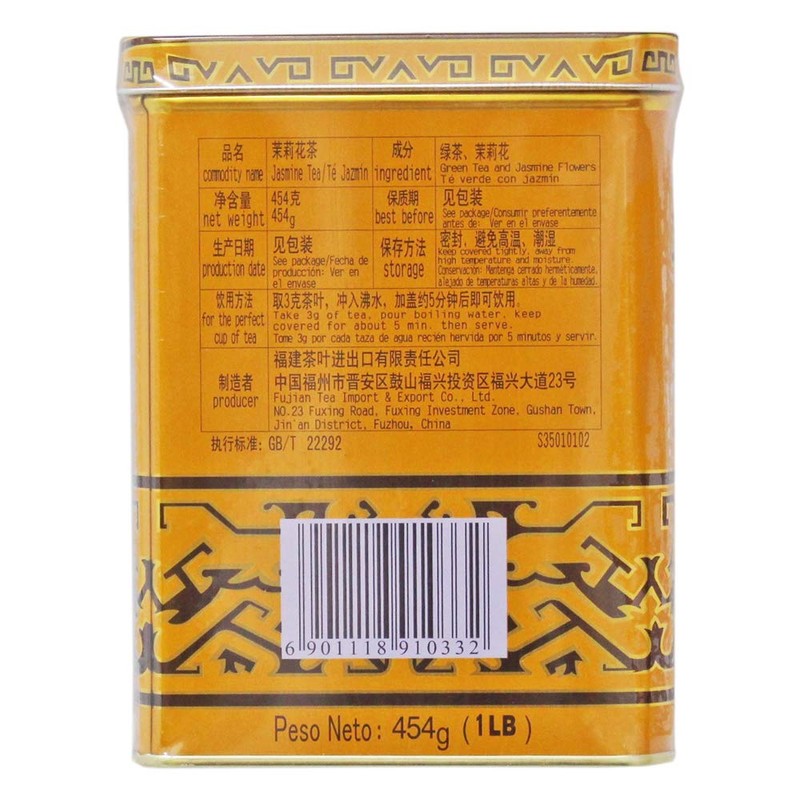 品名 茉莉花茶 成分 绿茶、茉莉花
commodity name Jasmine Tea/Té Jazmin ingredient Green Tea and Jasmine Flowers
Té verde con jazmin
净含量 454克 保质期 见包装
net weight 454g best before See package/Consumir preferentamente
antes de: Ver en el envase
生产日期 见包装 保存方法 密封，避免高温、潮湿
production date See package/Fecha de storage keep covered tightly, away from
producción: Ver en high temperature and moisture.
el envase Conservación: Mantenga cerrado herméticamente,
alejado de temperaturas altas y de la humedad.
饮用方法 取3克茶叶，冲入沸水，加盖约5分钟后即可饮用。
for the perfect Take 3g of tea, pour boiling water, keep
cup of tea covered for about 5 min. then serve.
Tome 3g por cada taza de agua recién hervida por 5 minutos y servir.
制造者 福建茶叶进出口有限责任公司
producer 中国福州市晋安区鼓山福兴投资区福兴大道23号
Fujian Tea Import & Export Co., Ltd.
NO.23 Fuxing Road, Fuxing Investment Zone, Gushan Town,
Jin'an District, Fuzhou, China
执行标准: GB/T 22292 S35010102
6 901118 910332
Peso Neto: 454g (1LB)